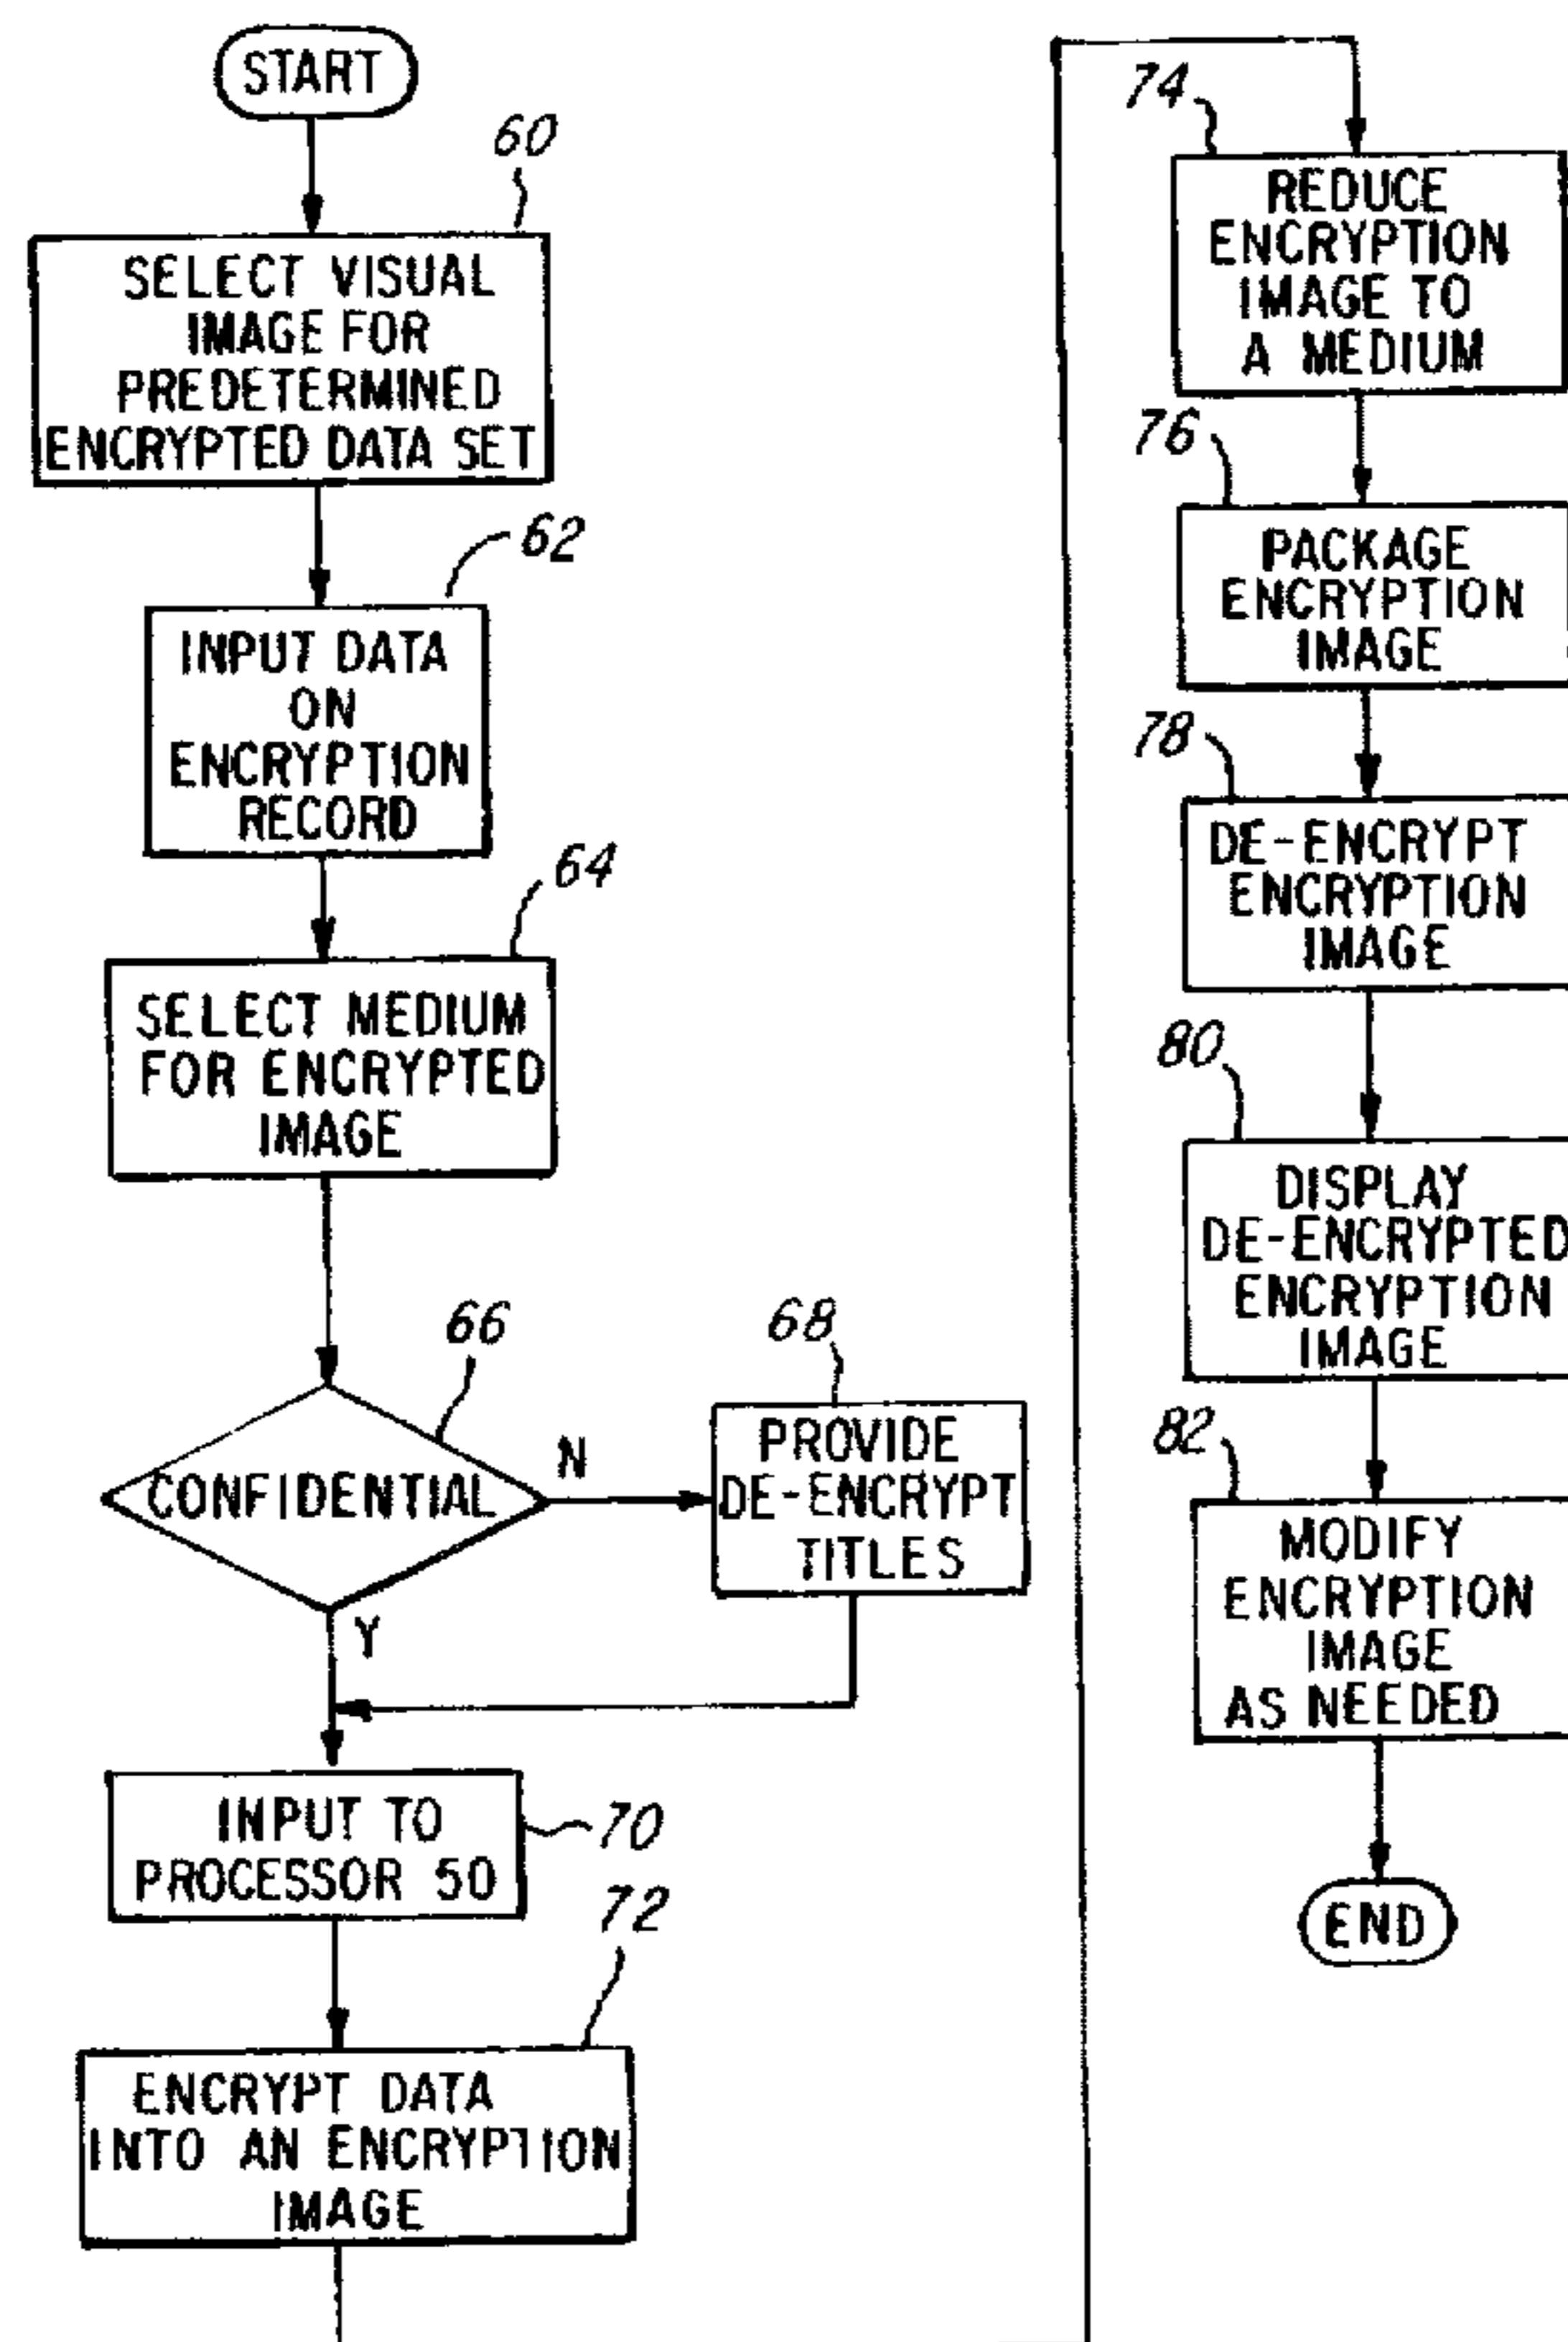 START
60
SELECT VISUAL
IMAGE FOR
PREDETERMINED
ENCRYPTED DATA SET
62
INPUT DATA
ON
ENCRYPTION
RECORD
64
SELECT MEDIUM
FOR ENCRYPTED
IMAGE
66
CONFIDENTIAL
N
Y
68
PROVIDE
DE-ENCRYPT
TITLES
70
INPUT TO
PROCESSOR 50
72
ENCRYPT DATA
INTO AN ENCRYPTION
IMAGE
74
REDUCE
ENCRYPTION
IMAGE TO
A MEDIUM
76
PACKAGE
ENCRYPTION
IMAGE
78
DE-ENCRYPT
ENCRYPTION
IMAGE
80
DISPLAY
DE-ENCRYPTED
ENCRYPTION
IMAGE
82
MODIFY
ENCRYPTION
IMAGE
AS NEEDED
END